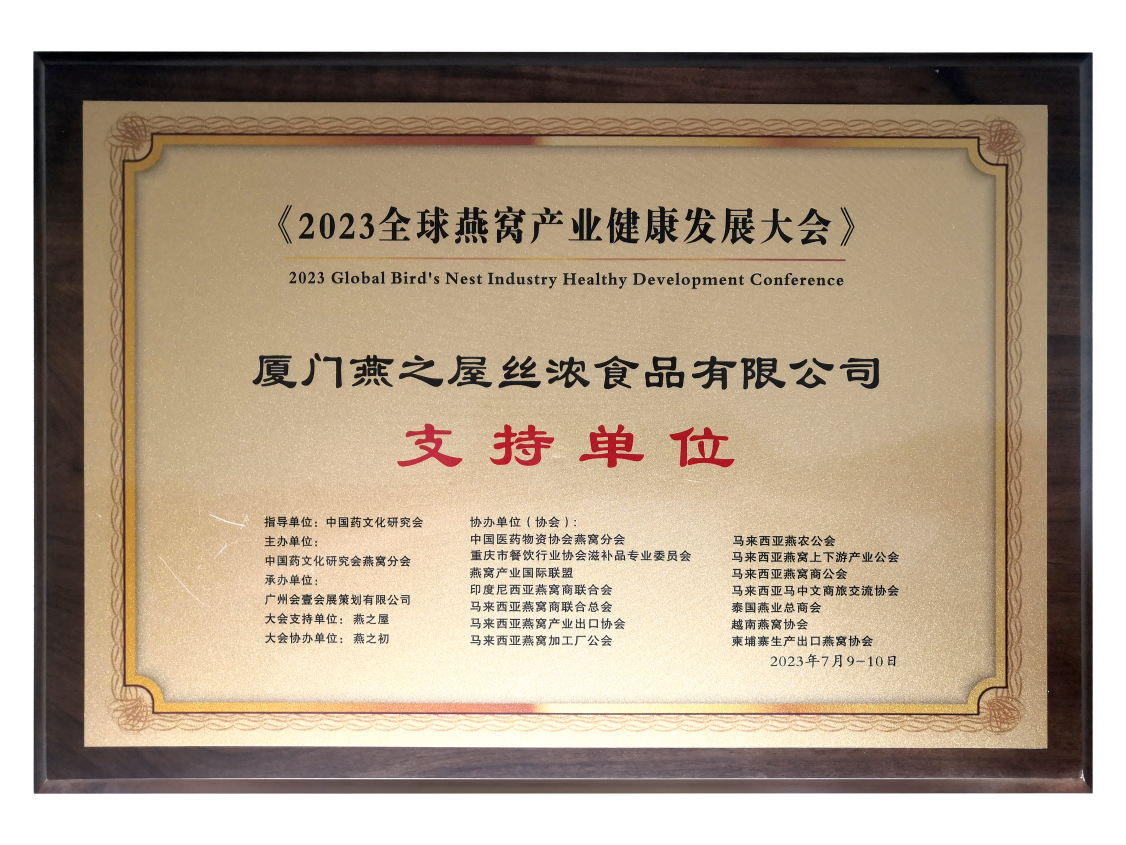 《2023全球燕窝产业健康发展大会》
2023 Global Bird's Nest Industry Healthy Development Conference
厦门燕之屋丝浓食品有限公司
支持单位
指导单位：中国药文化研究会
主办单位：
中国药文化研究会燕窝分会
承办单位：
广州会壹会展策划有限公司
大会支持单位：燕之屋
大会协办单位：燕之初
协办单位（协会）：
中国医药物资协会燕窝分会
重庆市餐饮行业协会滋补品专业委员会
燕窝产业国际联盟
印度尼西亚燕窝商联合会
马来西亚燕窝商联合总会
马来西亚燕窝产业出口协会
马来西亚燕窝加工厂公会
马来西亚燕农公会
马来西亚燕窝上下游产业公会
马来西亚燕窝商公会
马来西亚马中文商旅交流协会
泰国燕业总商会
越南燕窝协会
柬埔寨生产出口燕窝协会
2023年7月9-10日